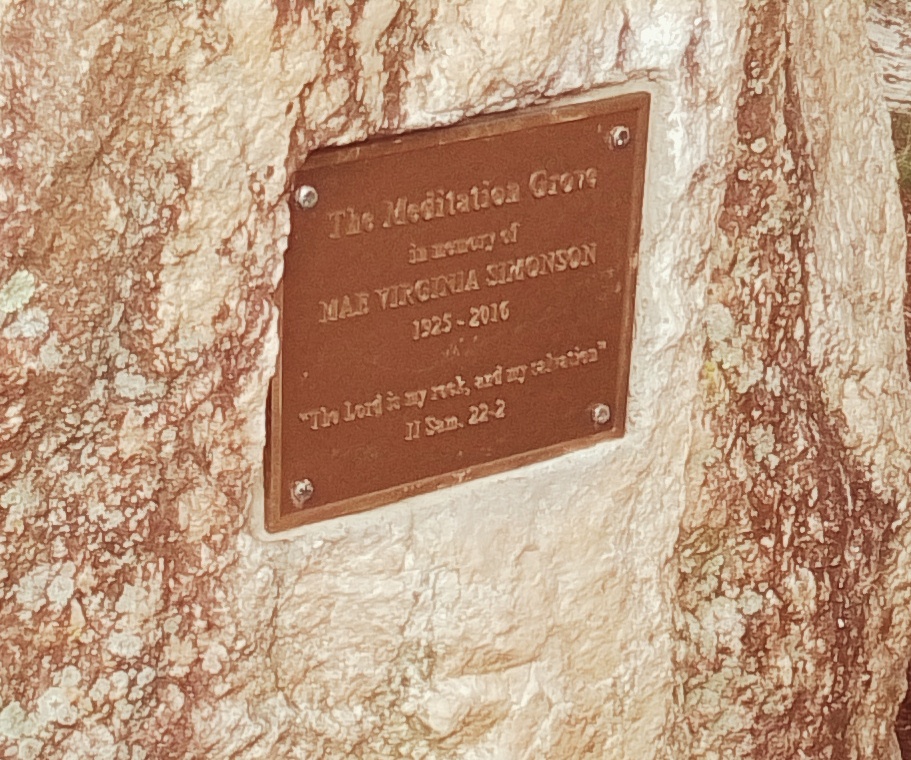 The Meditation Grove
in memory of
MAE VIRGINIA SIMONSON
1925 - 2016
"The Lord is my rock, and my salvation"
II Sam. 22-2